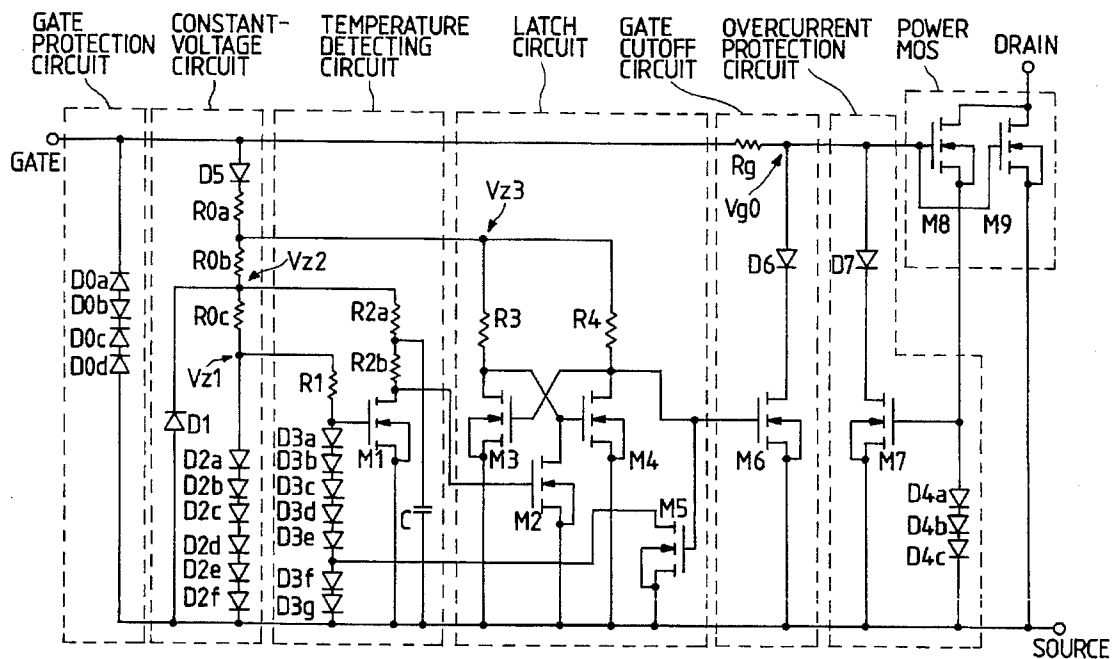 GATE
PROTECTION
CIRCUIT
CONSTANT-
VOLTAGE
CIRCUIT
TEMPERATURE
DETECTING
CIRCUIT
LATCH
CIRCUIT
GATE
CUTOFF
CIRCUIT
OVERCURRENT
PROTECTION
CIRCUIT
POWER
MOS
DRAIN
GATE
D5
R0a
R0b
Vz2
R0c
Vz1
D0a
D0b
D0c
D0d
D1
D2a
D2b
D2c
D2d
D2e
D2f
R2a
R2b
R1
D3a
D3b
D3c
D3d
D3e
D3f
D3g
M1
C
Vz3
R3
R4
M3
M4
M2
M5
Rg
Vg0
D6
M6
D7
M7
M8
M9
D4a
D4b
D4c
SOURCE